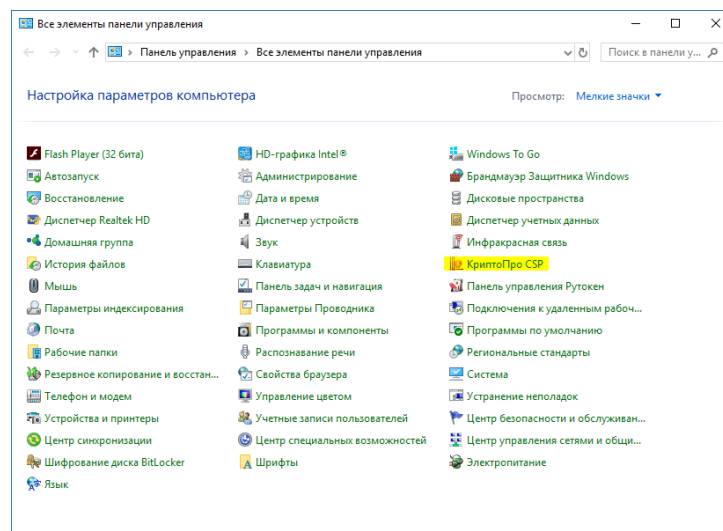 Все элементы панели управления
Панель управления > Все элементы панели управления
Поиск в панели у...
Настройка параметров компьютера
Просмотр: Мелкие значки
Flash Player (32 бита)
HD-графика Intel®
Windows To Go
Автозапуск
Администрирование
Брандмауэр Защитника Windows
Восстановление
Дата и время
Дисковые пространства
Диспетчер Realtek HD
Диспетчер устройств
Диспетчер учетных данных
Домашняя группа
Звук
Инфракрасная связь
История файлов
Клавиатура
КриптоПро CSP
Мышь
Панель задач и навигация
Панель управления Рутокен
Параметры индексирования
Параметры Проводника
Подключения к удаленным рабоч...
Почта
Программы и компоненты
Программы по умолчанию
Рабочие папки
Распознавание речи
Региональные стандарты
Резервное копирование и восстан...
Свойства браузера
Система
Телефон и модем
Управление цветом
Устранение неполадок
Устройства и принтеры
Учетные записи пользователей
Центр безопасности и обслуживан...
Центр синхронизации
Центр специальных возможностей
Центр управления сетями и общи...
Шифрование диска BitLocker
Шрифты
Электропитание
Язык